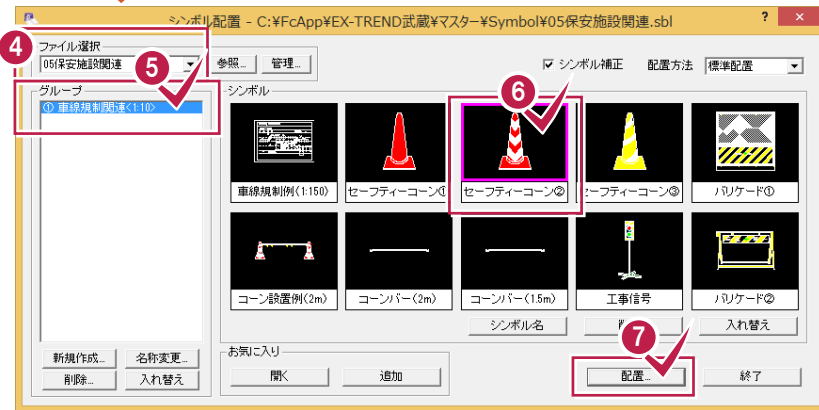 シンボル配置 - C:¥FcApp¥EX-TREND武蔵¥マスター¥Symbol¥05保安施設関連.sbl ? ×
4
ファイル選択
05保安施設関連
参照...
管理...
シンボル補正
配置方法
標準配置
5
グループ
① 車線規制関連<1:10>
シンボル
6
車線規制例(1:150)
セーフティーコーン①
セーフティーコーン②
セーフティーコーン③
バリケード①
コーン設置例(2m)
コーンバー(2m)
コーンバー(1.5m)
工事信号
バリケード②
シンボル名
入れ替え
新規作成...
名称変更...
削除...
入れ替え
お気に入り
開く
追加
7
配置...
終了